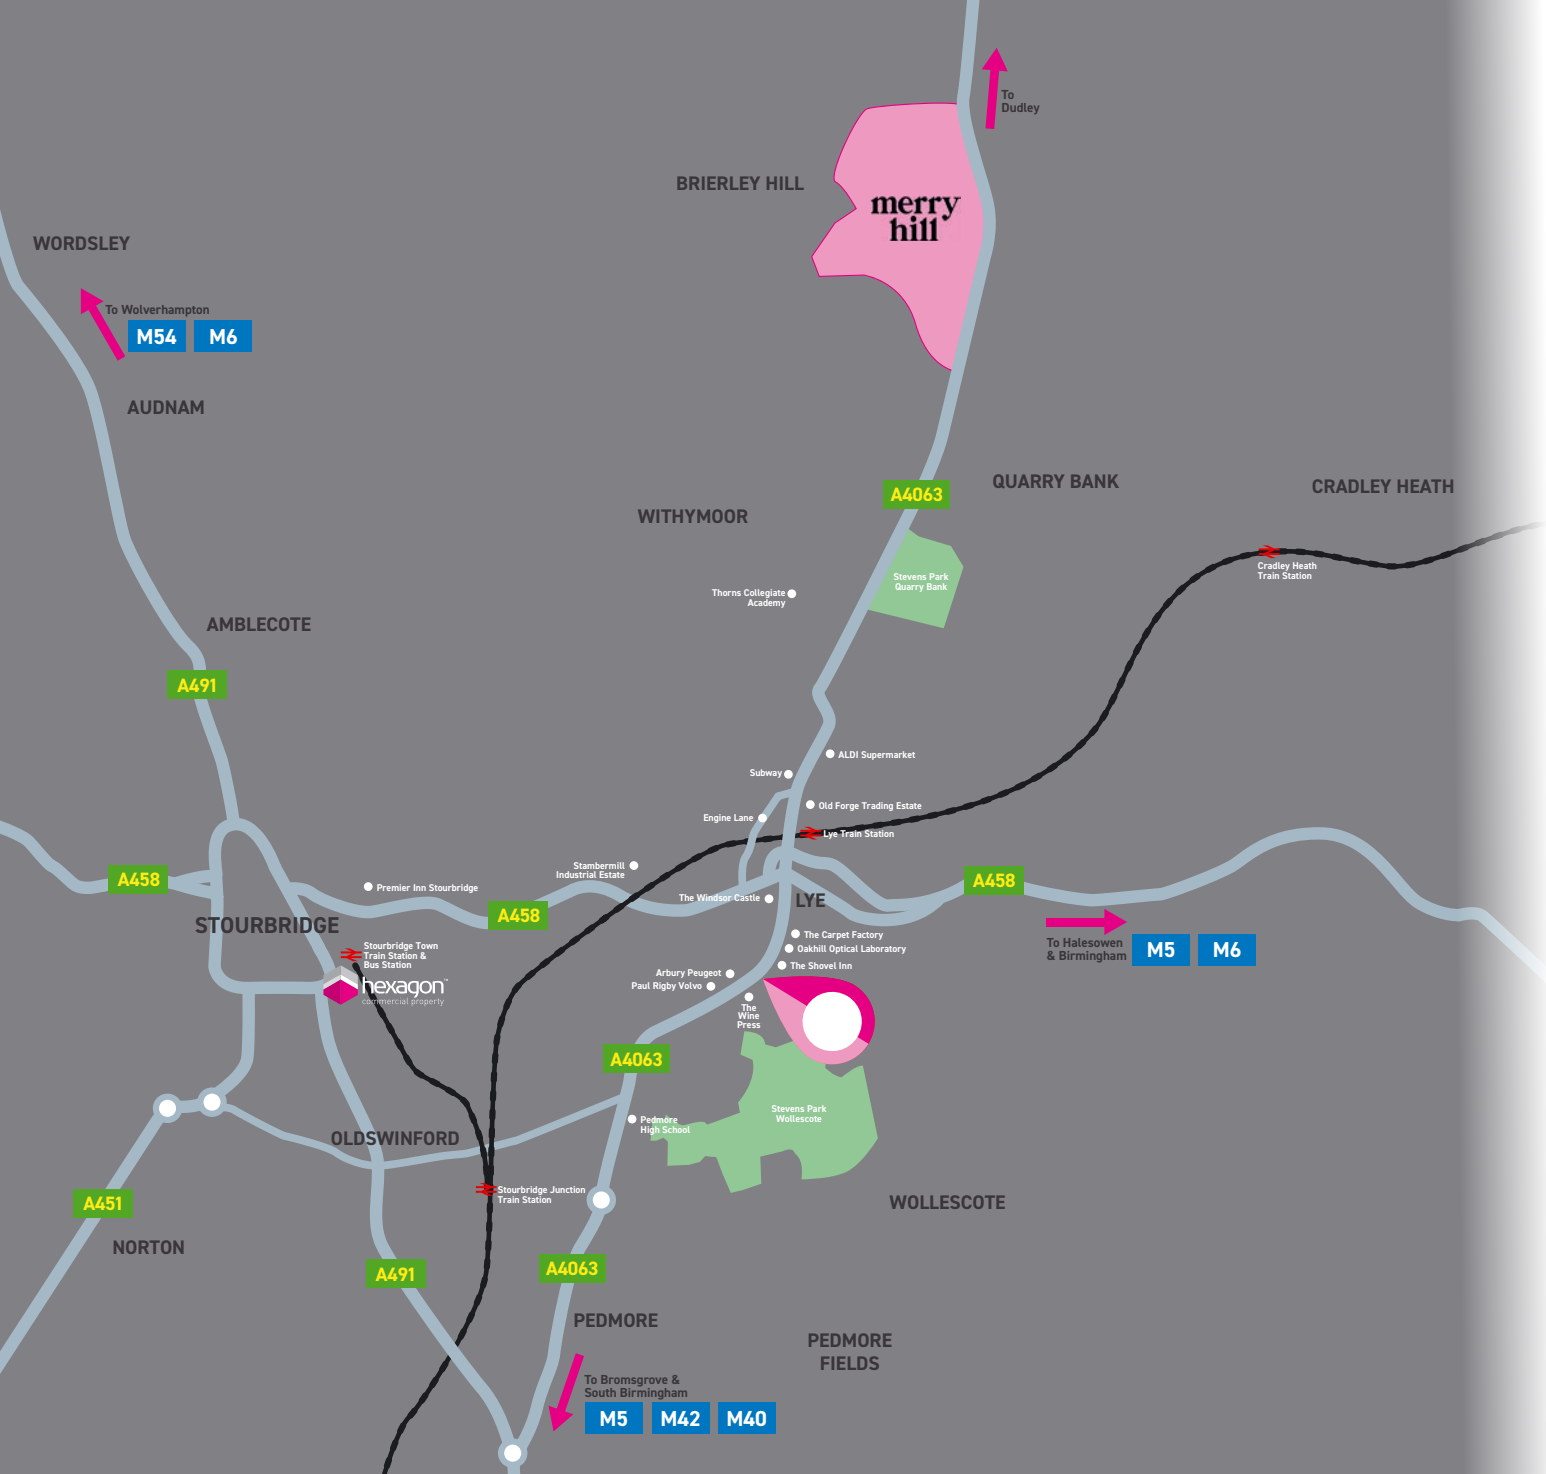 To
Dudley
BRIERLEY HILL
merry
hill
WORDSLEY
To Wolverhampton
M54
M6
AUDNAM
QUARRY BANK
CRADLEY HEATH
A4063
WITHYMOOR
Cradley Heath
Train Station
Stevens Park
Quarry Bank
Thorns Collegiate
Academy
AMBLECOTE
A491
ALDI Supermarket
Subway
Old Forge Trading Estate
Engine Lane
Lye Train Station
Stambermill
Industrial Estate
A458
Premier Inn Stourbridge
A458
The Windsor Castle
LYE
A458
STOURBRIDGE
The Carpet Factory
Oakhill Optical Laboratory
To Halesowen
& Birmingham
M5
M6
Stourbridge Town
Train Station &
Bus Station
The Shovel Inn
Arbury Peugeot
Paul Rigby Volvo
hexagon™
commercial property
The
Wine
Press
A4063
Stevens Park
Wollescote
Pedmore
High School
OLDSWINFORD
Stourbridge Junction
Train Station
A451
WOLLESCOTE
NORTON
A491
A4063
PEDMORE
PEDMORE
FIELDS
To Bromsgrove &
South Birmingham
M5
M42
M40